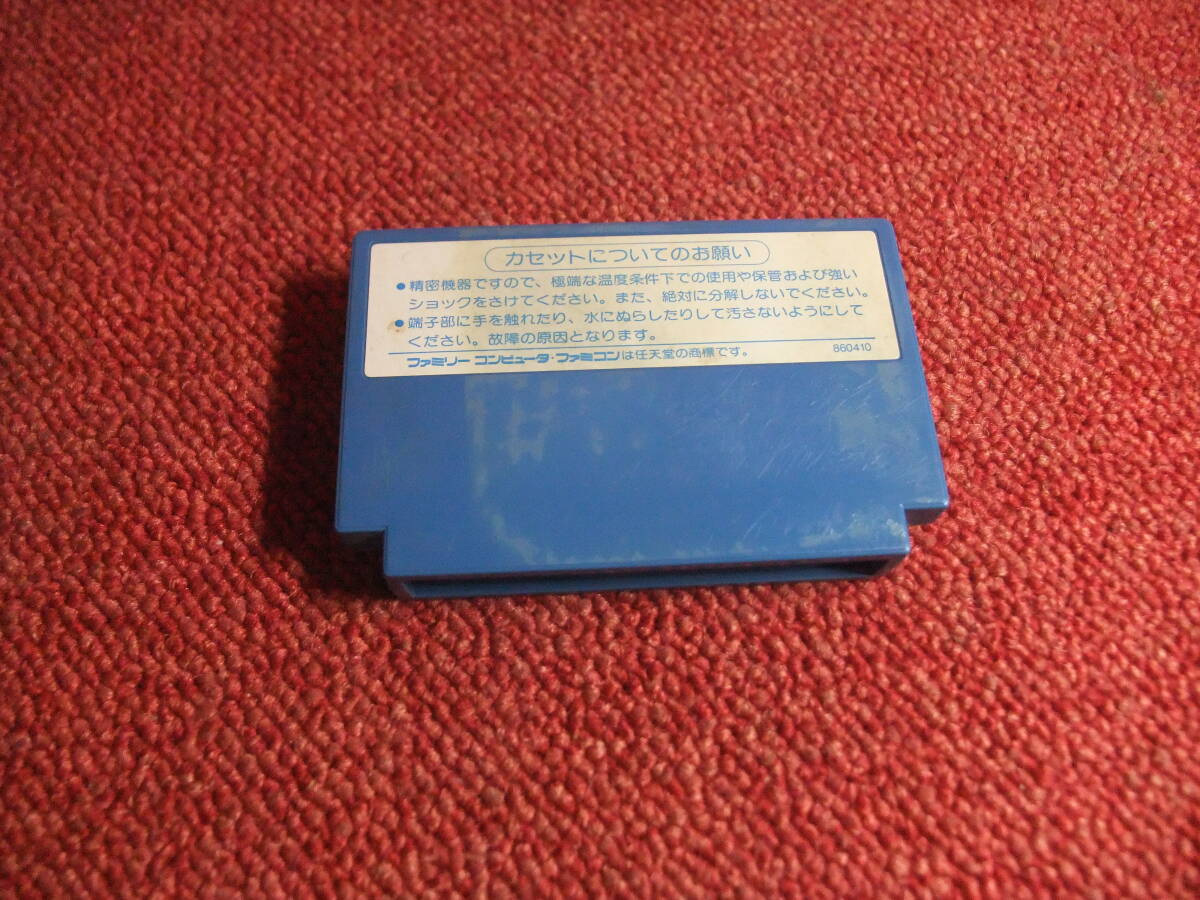 カセットについてのお願い
●精密機器ですので、極端な温度条件下での使用や保管および強い
ショックをさけてください。また、絶対に分解しないでください。
●端子部に手を触れたり、水にぬらしたりして汚さないようにして
ください。故障の原因となります。
ファミリー コンピュータ・ファミコンは任天堂の商標です。 860410